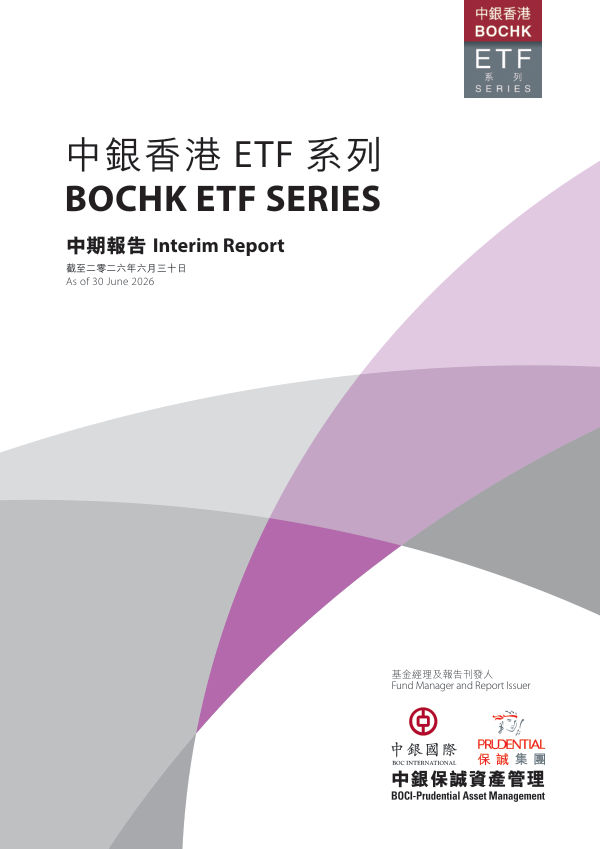 中銀香港
BOCHK
ETF
系列
SERIES
中銀香港 ETF 系列
BOCHK ETF SERIES
中期報告 Interim Report
截至二零二六年六月三十日
As of 30 June 2026
基金經理及報告刊發人
Fund Manager and Report Issuer
中銀國際
BOC INTERNATIONAL
PRUDENTIAL
保誠集團
中銀保誠資產管理
BOCI-Prudential Asset Management